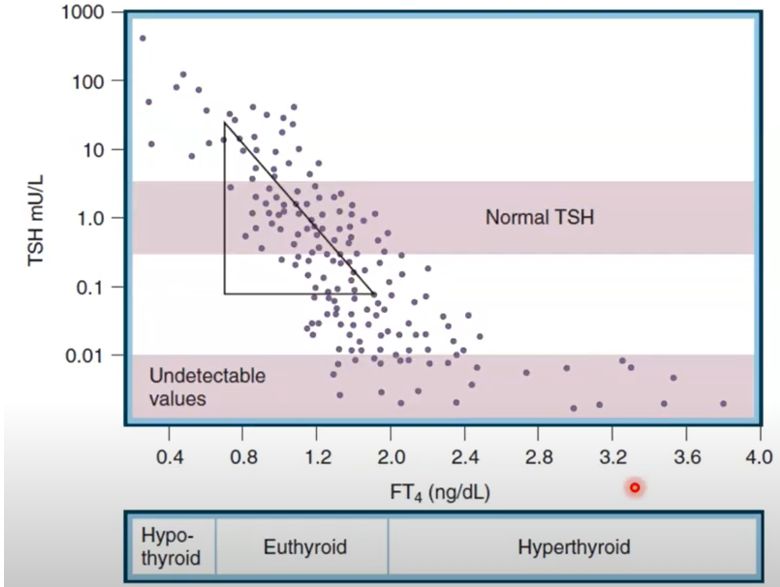 1000
100
10
1.0
0.1
0.01
TSH mU/L
Normal TSH
Undetectable
values
0.4 0.8 1.2 2.0 2.4 2.8 3.2 3.6 4.0
FT₄ (ng/dL)
Hypo-
thyroid
Euthyroid
Hyperthyroid